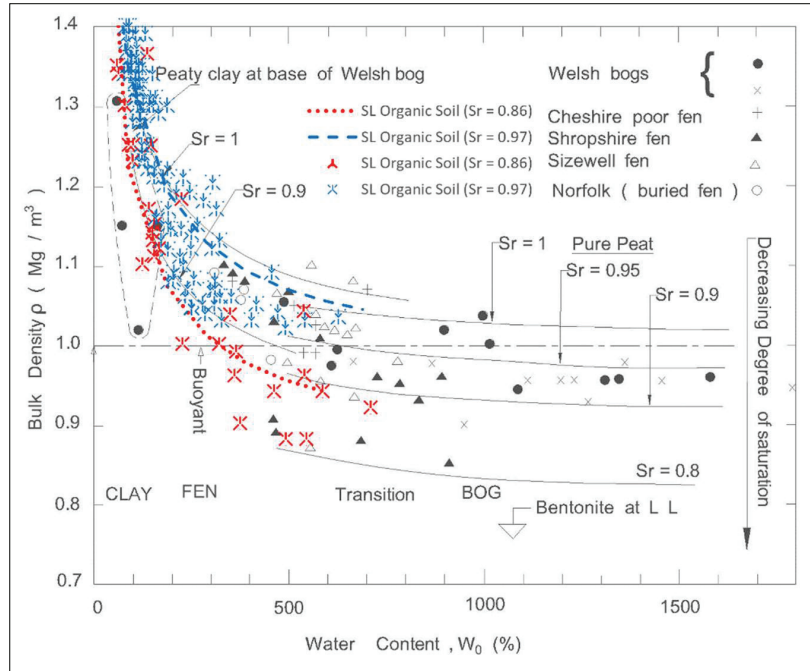 1.4
1.3
1.2
1.1
1.0
0.9
0.8
0.7
Bulk Density ρ ( Mg / m³ )
Peaty clay at base of Welsh bog
Sr = 1
Sr = 0.9
SL Organic Soil (Sr = 0.86)
SL Organic Soil (Sr = 0.97)
SL Organic Soil (Sr = 0.86)
SL Organic Soil (Sr = 0.97)
Welsh bogs {
Cheshire poor fen
Shropshire fen
Sizewell fen
Norfolk ( buried fen )
Sr = 1
Pure Peat
Sr = 0.95
Sr = 0.9
Sr = 0.8
Decreasing Degree of saturation
Buoyant
CLAY
FEN
Transition
BOG
Bentonite at L L
0
500
1000
1500
Water Content , W₀ (%)